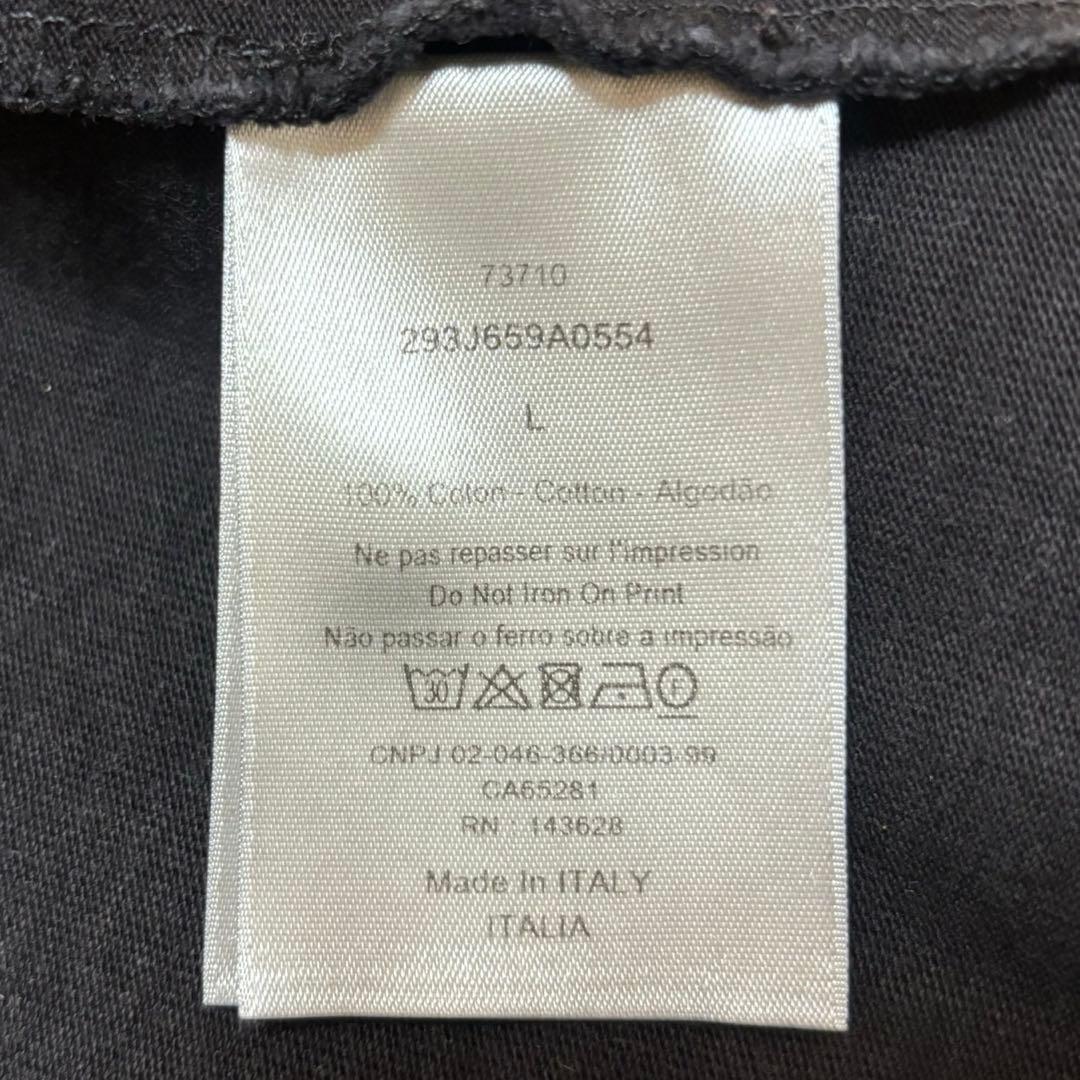 73710
293J659A0554
L
100% Coton - Cotton - Algodão
Ne pas repasser sur l'impression
Do Not Iron On Print
Não passar o ferro sobre a impressão
30 F
CNPJ 02-046-366/0003-99
CA65281
RN : 143628
Made In ITALY
ITALIA